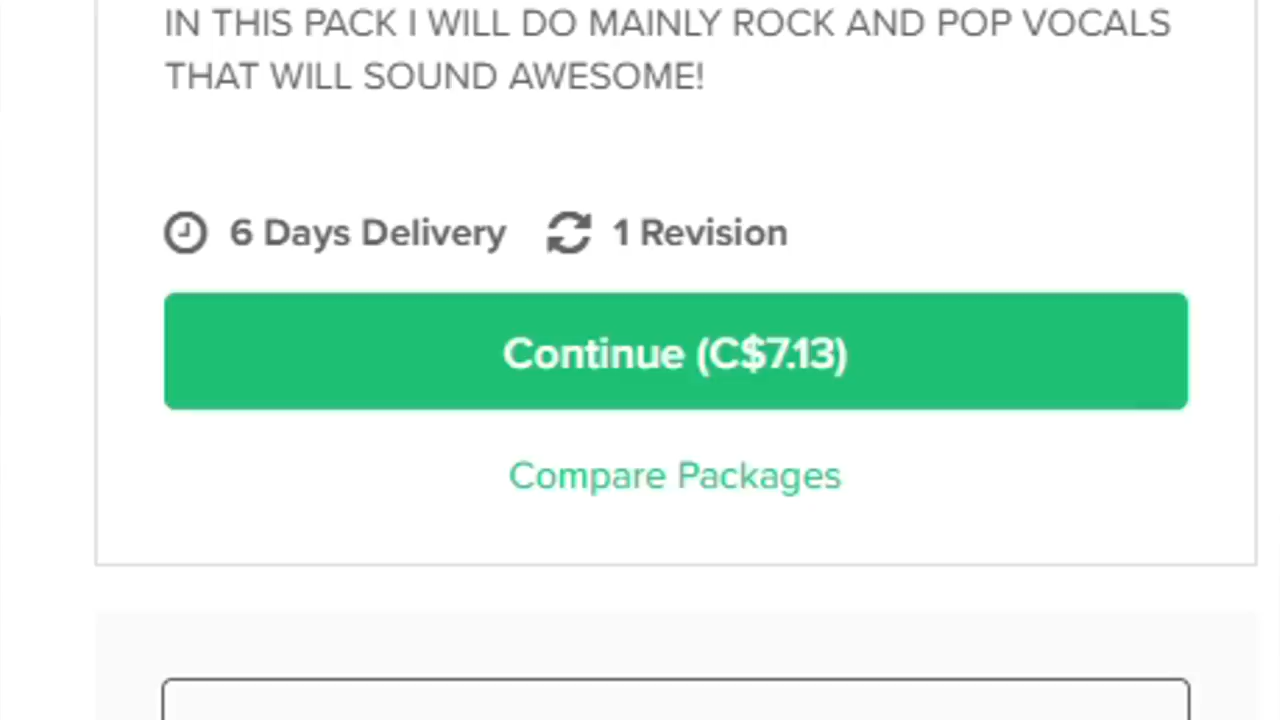 IN THIS PACK I WILL DO MAINLY ROCK AND POP VOCALS
THAT WILL SOUND AWESOME!
6 Days Delivery 1 Revision
Continue (C$7.13)
Compare Packages